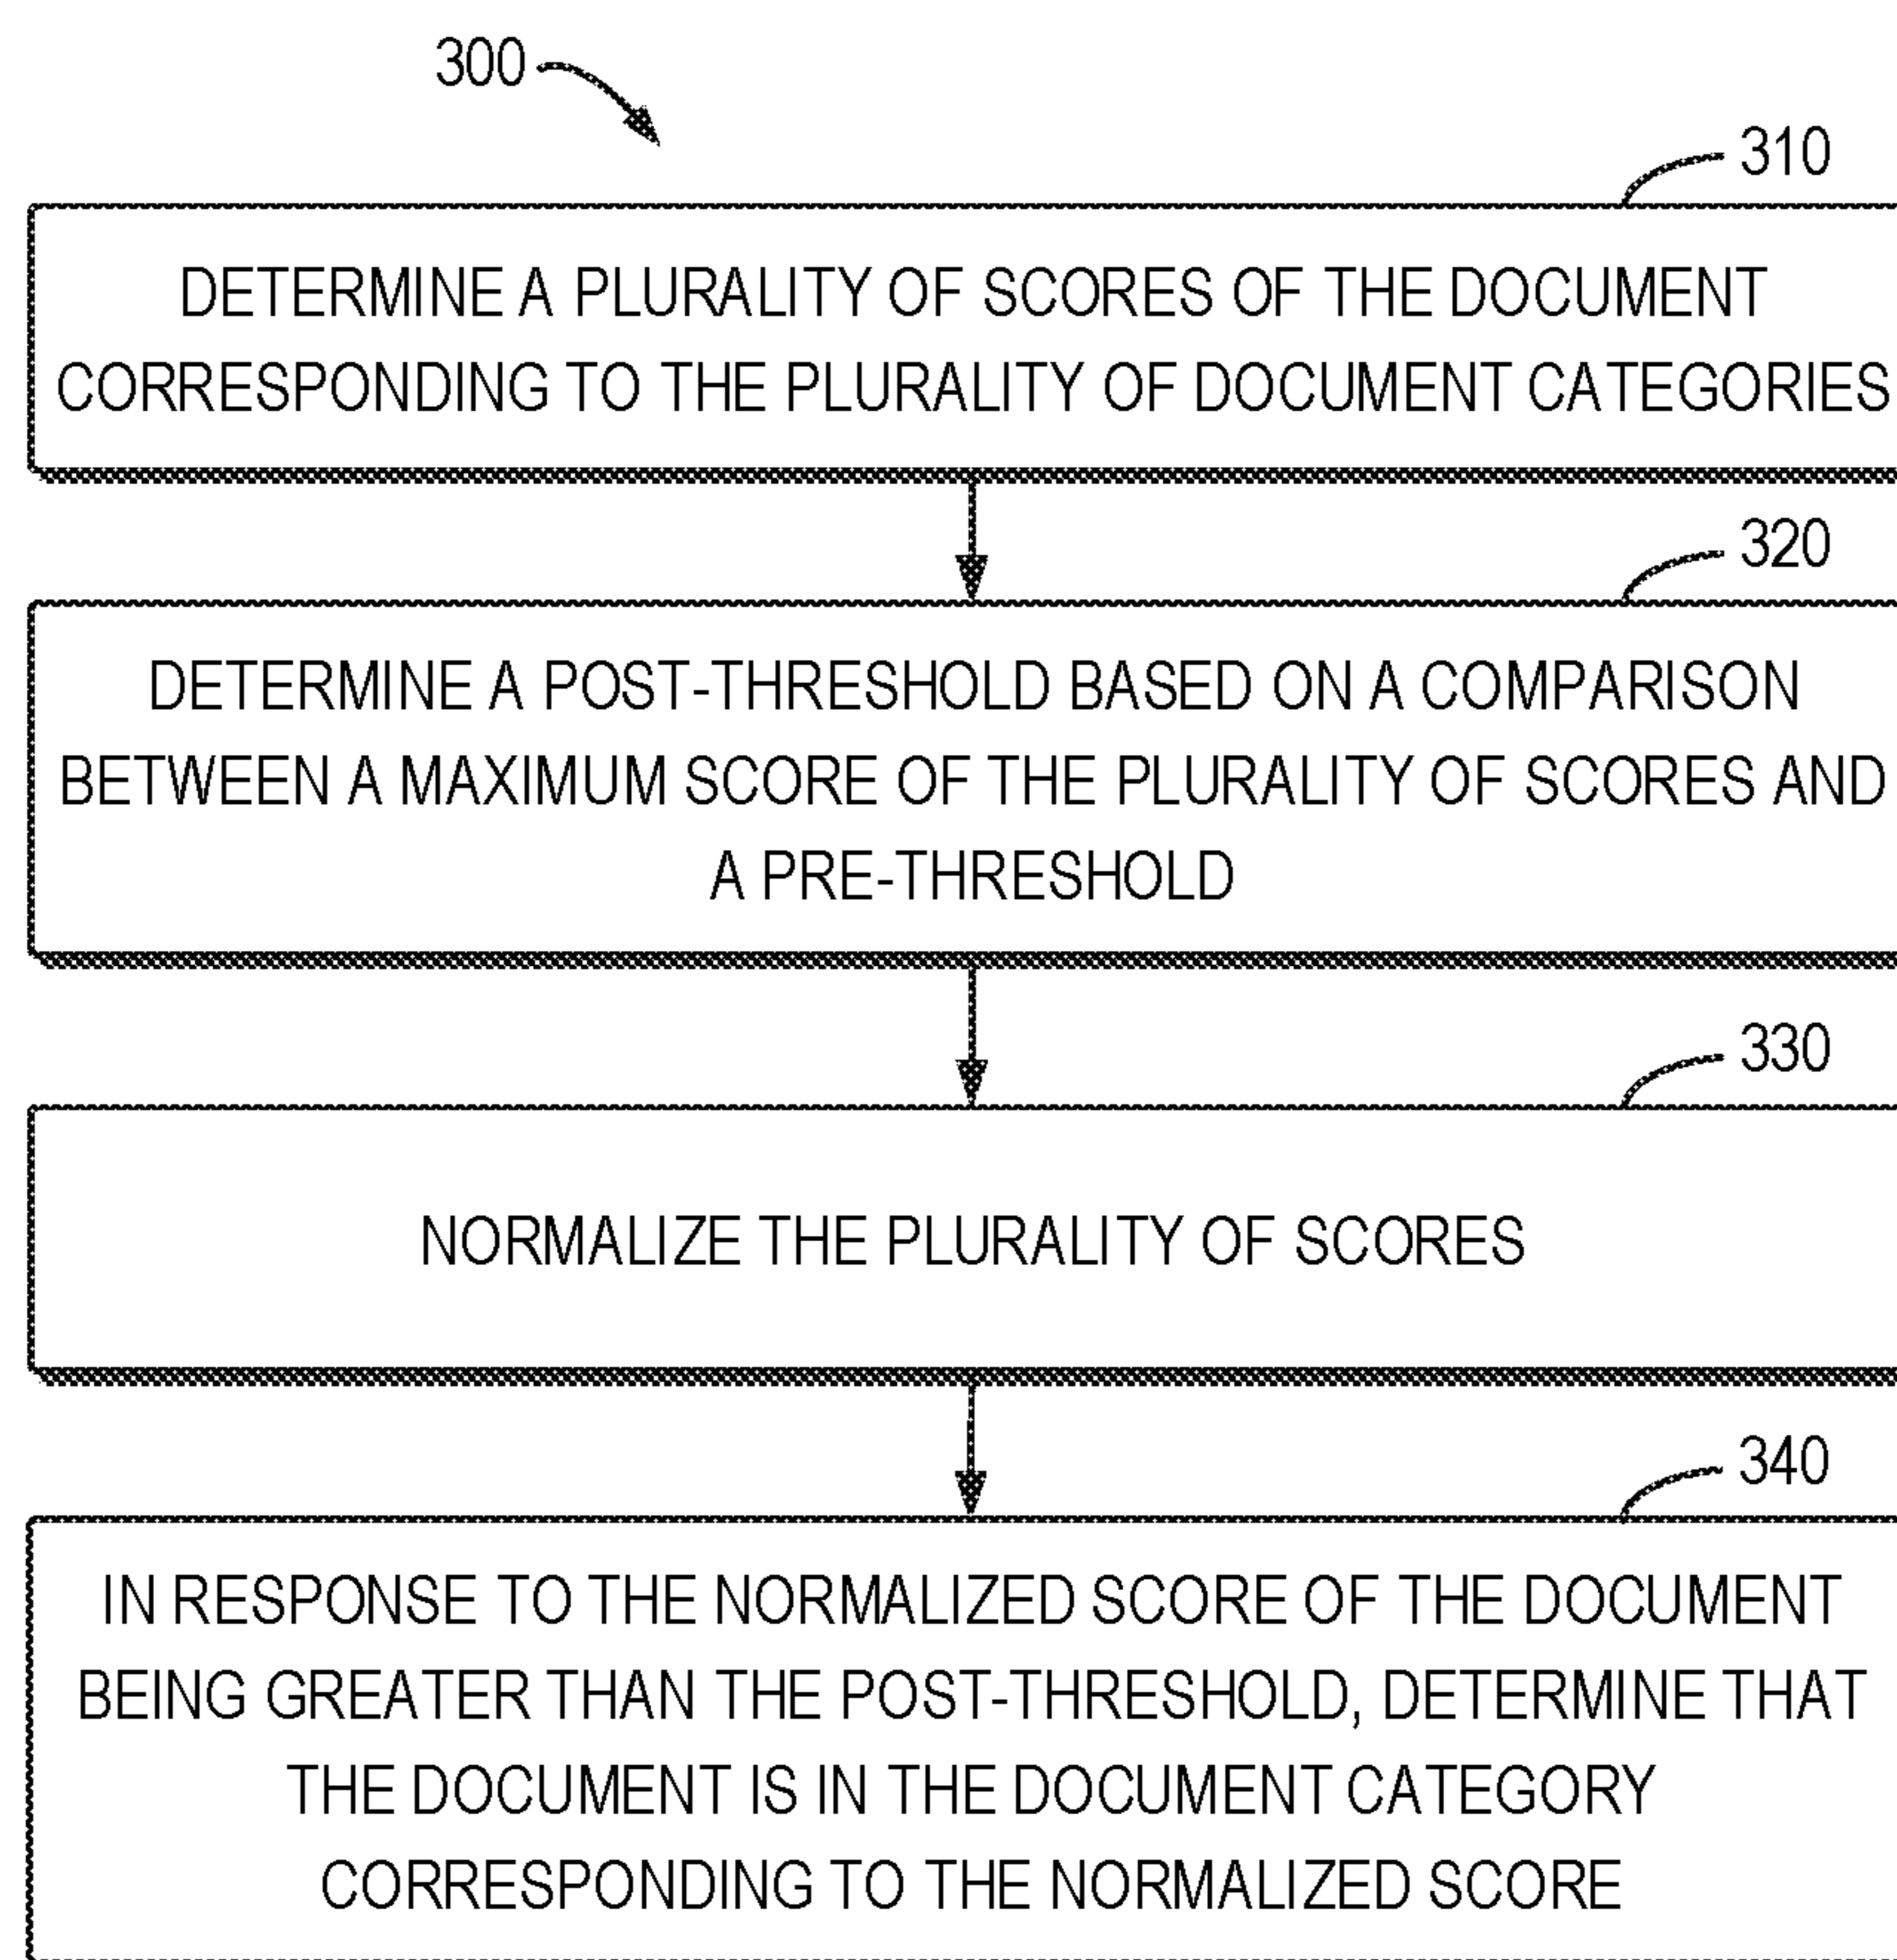 300
310
DETERMINE A PLURALITY OF SCORES OF THE DOCUMENT
CORRESPONDING TO THE PLURALITY OF DOCUMENT CATEGORIES
320
DETERMINE A POST-THRESHOLD BASED ON A COMPARISON
BETWEEN A MAXIMUM SCORE OF THE PLURALITY OF SCORES AND
A PRE-THRESHOLD
330
NORMALIZE THE PLURALITY OF SCORES
340
IN RESPONSE TO THE NORMALIZED SCORE OF THE DOCUMENT
BEING GREATER THAN THE POST-THRESHOLD, DETERMINE THAT
THE DOCUMENT IS IN THE DOCUMENT CATEGORY
CORRESPONDING TO THE NORMALIZED SCORE